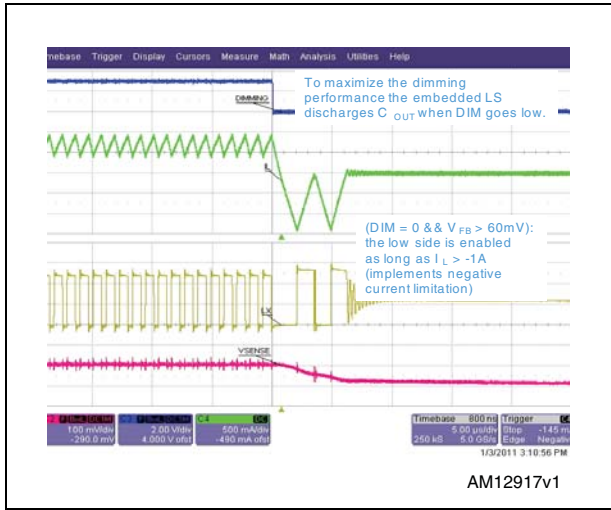 mebase Trigger Display Cursors Measure Math Analysis Utilities Help
DIMMING
To maximize the dimming
performance the embedded LS
discharges C OUT when DIM goes low.
IL
(DIM = 0 && V FB > 60mV):
the low side is enabled
as long as I L > -1A
(implements negative
current limitation)
LX
VSENSE
100 mV/div
-290.0 mV
2.00 V/div
4.000 V ofst
C4 DC
500 mA/div
-490 mA ofst
Timebase 800 ns
5.00 µs/div
250 kS 5.0 GS/s
Trigger
Stop -145 m
Edge Negativ
1/3/2011 3:10:56 PM
AM12917v1